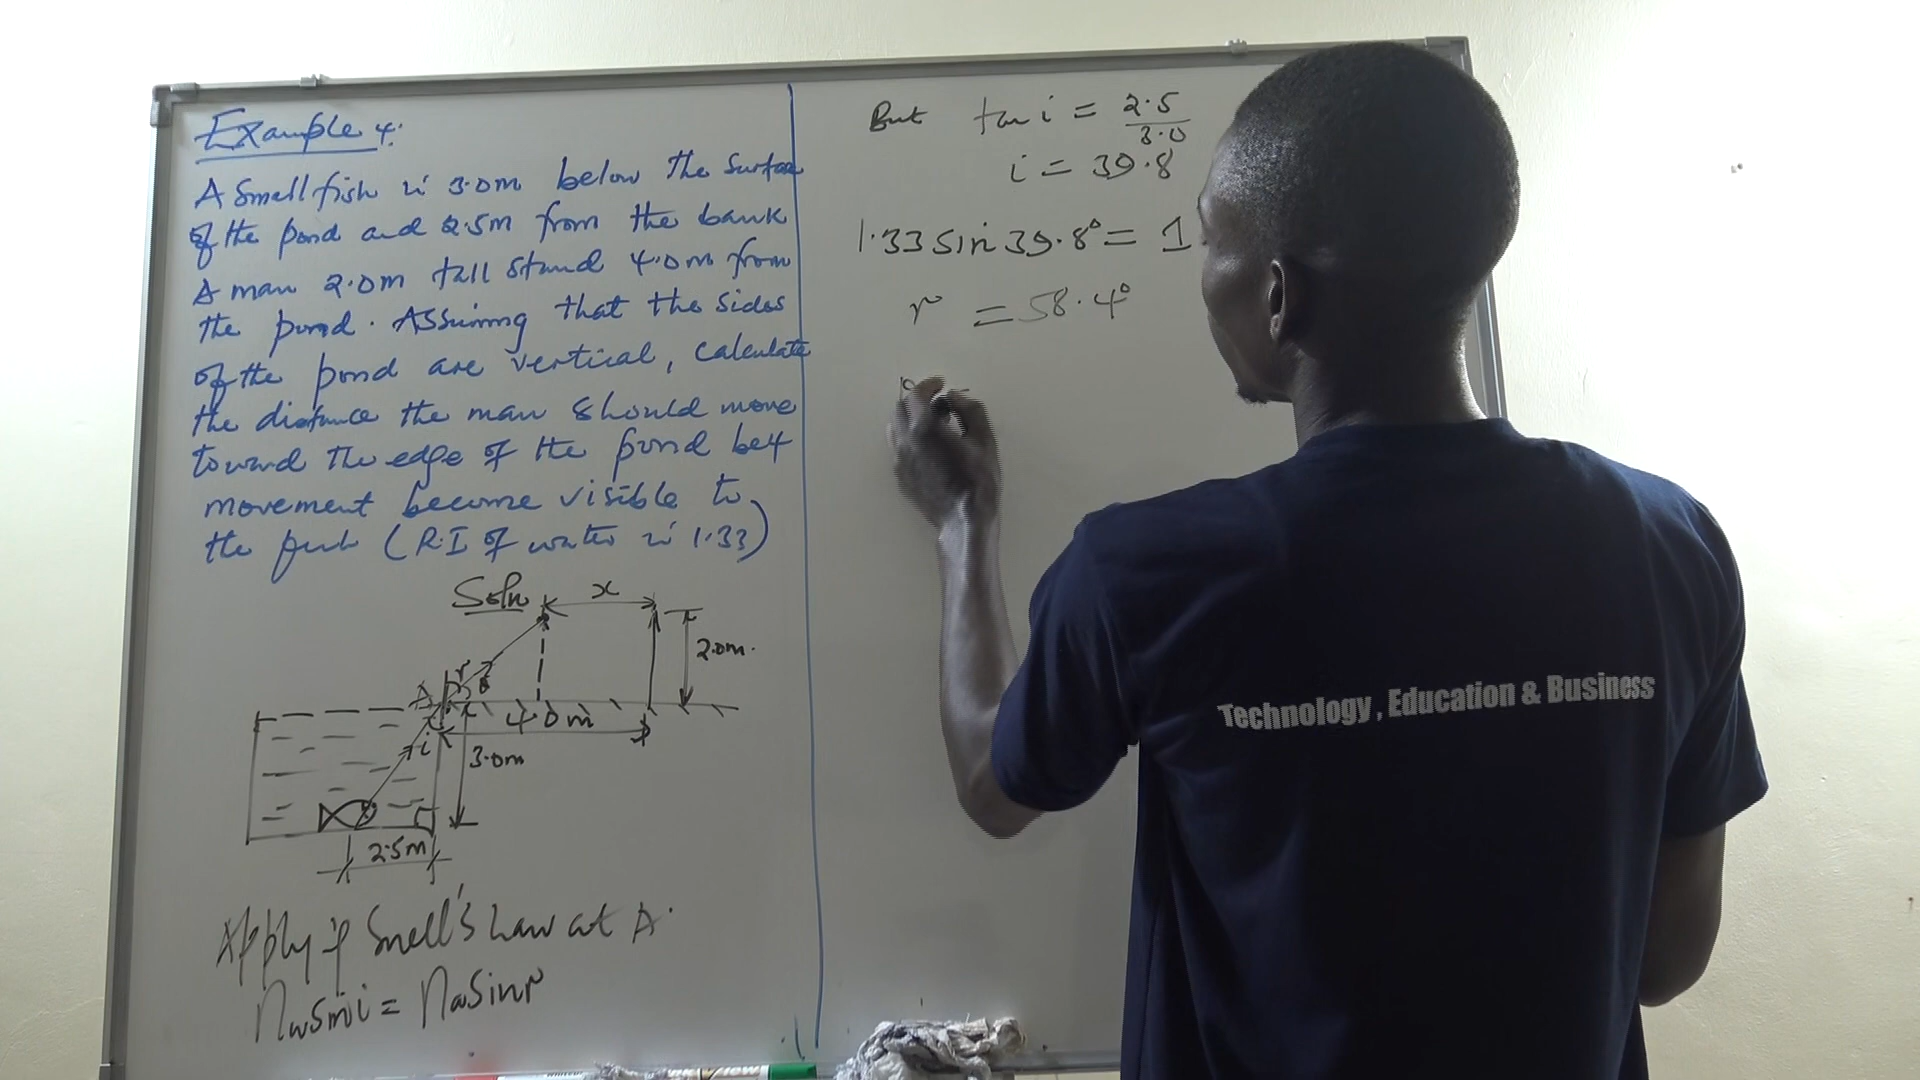 Example 4:
A small fish is 3.0m below the surface
of the pond and 2.5m from the bank
A man 2.0m tall stand 4.0m from
the pond. Assuming that the sides
of the pond are vertical, calculate
the distance the man should move
toward the edge of the pond bef
movement become visible to
the fish (R.I of water is 1.33)
Soln
x
2.0m.
r
A
4.0m
i
3.0m
2.5m
Apply Snell's Law at A.
nwsini = nasinr
But tan i = 2.5
3.0
i = 39.8
1.33 sin 39.8° = 1
r = 58.4°
Technology, Education & Business